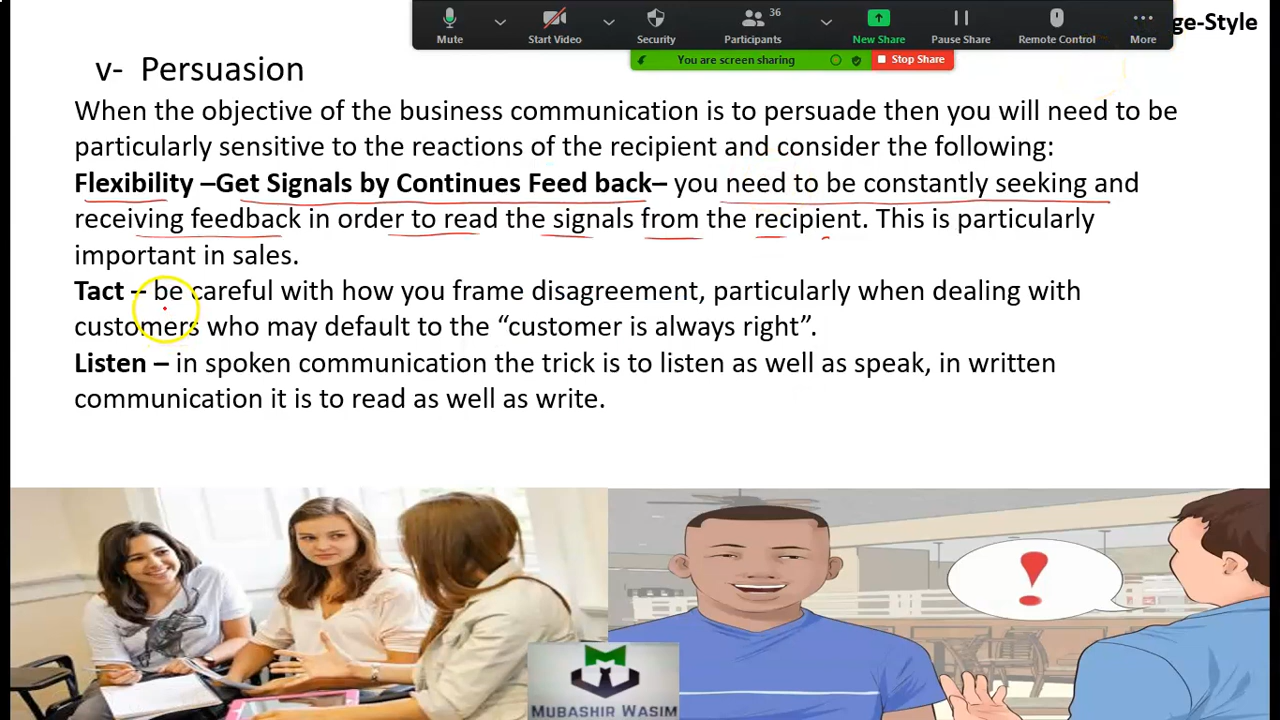 36
ge-Style
Mute
Start Video
Security
Participants
New Share
Pause Share
Remote Control
More
You are screen sharing
Stop Share
v- Persuasion
When the objective of the business communication is to persuade then you will need to be
particularly sensitive to the reactions of the recipient and consider the following:
Flexibility –Get Signals by Continues Feed back– you need to be constantly seeking and
receiving feedback in order to read the signals from the recipient. This is particularly
important in sales.
Tact – be careful with how you frame disagreement, particularly when dealing with
customers who may default to the “customer is always right”.
Listen – in spoken communication the trick is to listen as well as speak, in written
communication it is to read as well as write.
!
MUBASHIR WASIM